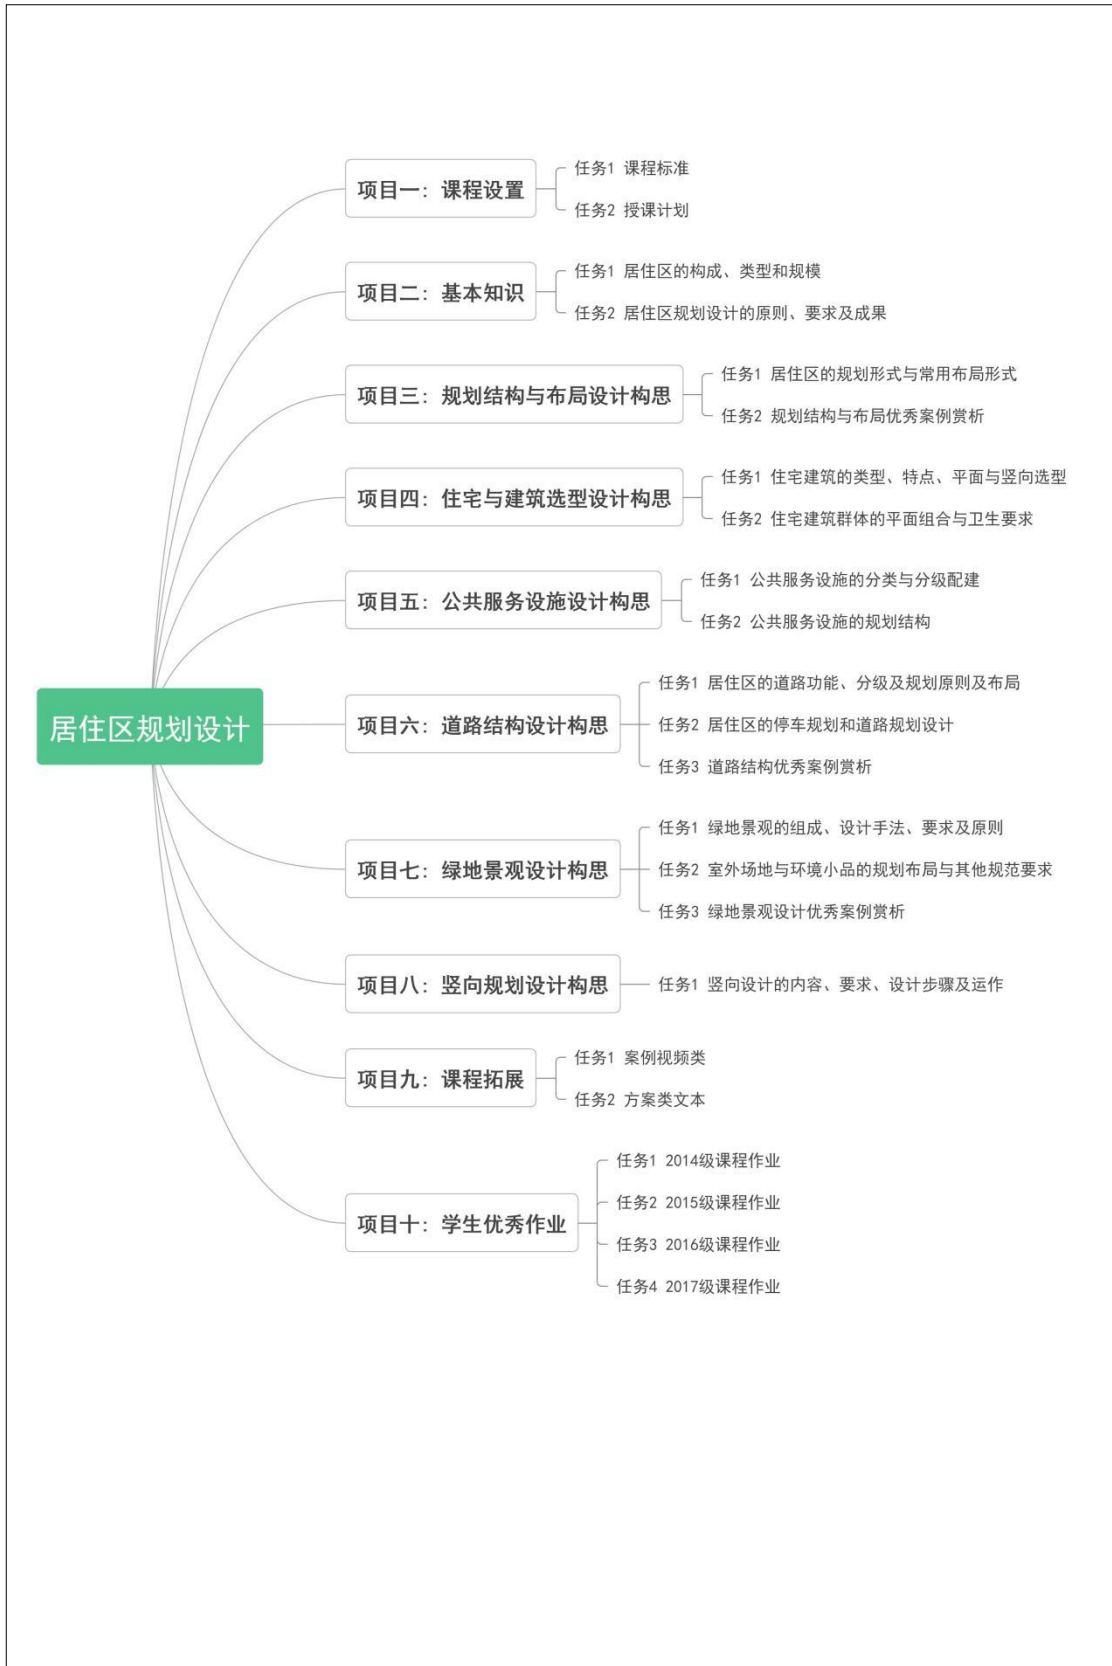 居住区规划设计
项目一：课程设置
任务1 课程标准
任务2 授课计划
项目二：基本知识
任务1 居住区的构成、类型和规模
任务2 居住区规划设计的原则、要求及成果
项目三：规划结构与布局设计构思
任务1 居住区的规划形式与常用布局形式
任务2 规划结构与布局优秀案例赏析
项目四：住宅与建筑选型设计构思
任务1 住宅建筑的类型、特点、平面与竖向选型
任务2 住宅建筑群体的平面组合与卫生要求
项目五：公共服务设施设计构思
任务1 公共服务设施的分类与分级配建
任务2 公共服务设施的规划结构
项目六：道路结构设计构思
任务1 居住区的道路功能、分级及规划原则及布局
任务2 居住区的停车规划和道路规划设计
任务3 道路结构优秀案例赏析
项目七：绿地景观设计构思
任务1 绿地景观的组成、设计手法、要求及原则
任务2 室外场地与环境小品的规划布局与其他规范要求
任务3 绿地景观设计优秀案例赏析
项目八：竖向规划设计构思
任务1 竖向设计的内容、要求、设计步骤及运作
项目九：课程拓展
任务1 案例视频类
任务2 方案类文本
项目十：学生优秀作业
任务1 2014级课程作业
任务2 2015级课程作业
任务3 2016级课程作业
任务4 2017级课程作业